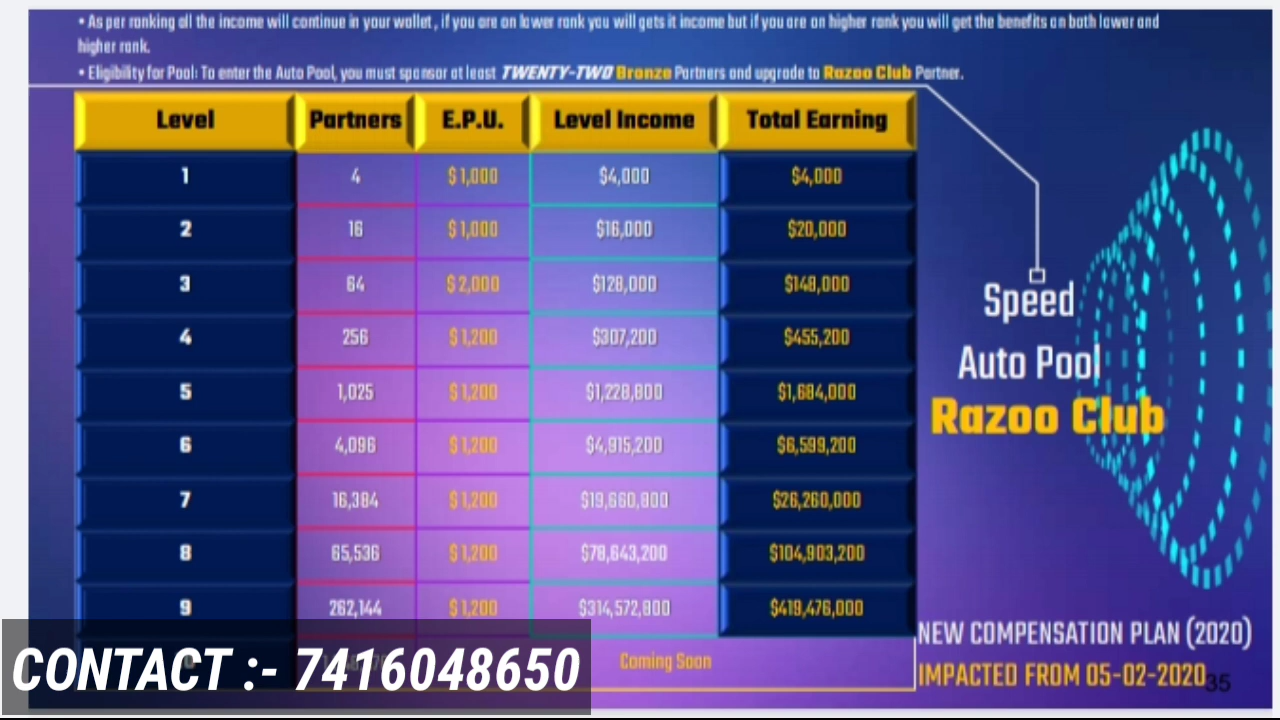 • As per ranking all the income will continue in your wallet, if you are on lower rank you will gets it income but if you are on higher rank you will get the benefits on both lower and
higher rank.
• Eligibility for Pool: To enter the Auto Pool, you must sponsor at least TWENTY-TWO Bronze Partners and upgrade to Razoo Club Partner.
Level Partners E.P.U. Level Income Total Earning
1 4 $1,000 $4,000 $4,000
2 16 $1,000 $16,000 $20,000
3 64 $2,000 $128,000 $148,000
4 256 $1,200 $307,200 $455,200
5 1,025 $1,200 $1,228,800 $1,684,000
6 4,096 $1,200 $4,915,200 $6,599,200
7 16,384 $1,200 $19,660,800 $26,260,000
8 65,536 $1,200 $78,643,200 $104,903,200
9 262,144 $1,200 $314,572,800 $419,476,000
Coming Soon
Speed
Auto Pool
Razoo Club
NEW COMPENSATION PLAN (2020)
IMPACTED FROM 05-02-2020
35
CONTACT :- 7416048650